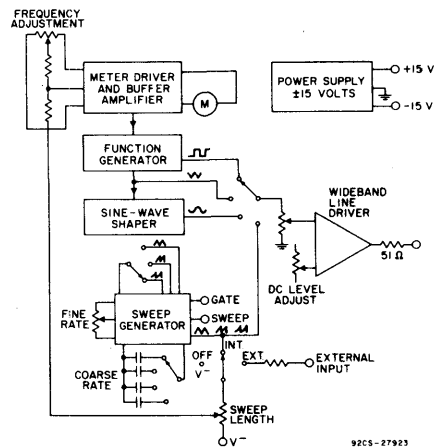 FREQUENCY
ADJUSTMENT
METER DRIVER
AND BUFFER
AMPLIFIER
M
POWER SUPPLY
±15 VOLTS
+15 V
-15 V
FUNCTION
GENERATOR
SINE-WAVE
SHAPER
WIDEBAND
LINE
DRIVER
51 Ω
DC LEVEL
ADJUST
FINE
RATE
SWEEP
GENERATOR
GATE
SWEEP
INT
OFF
V-
EXT
EXTERNAL
INPUT
COARSE
RATE
SWEEP
LENGTH
V-
92CS-27923